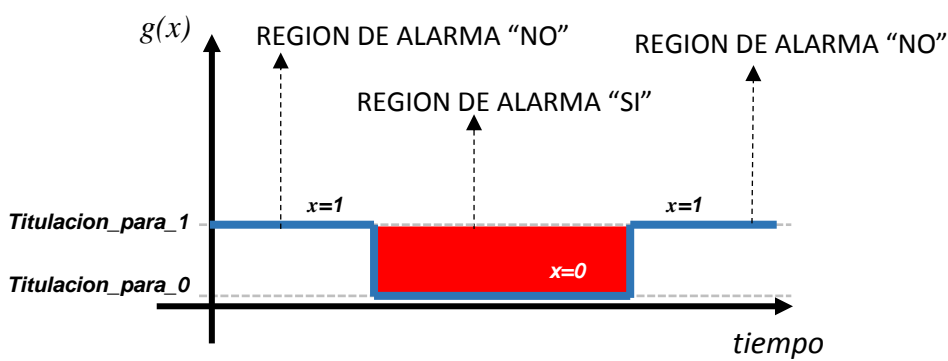 g(x)
REGION DE ALARMA “NO”
REGION DE ALARMA “NO”
REGION DE ALARMA “SI”
x=1
x=1
Titulacion_para_1
x=0
Titulacion_para_0
tiempo